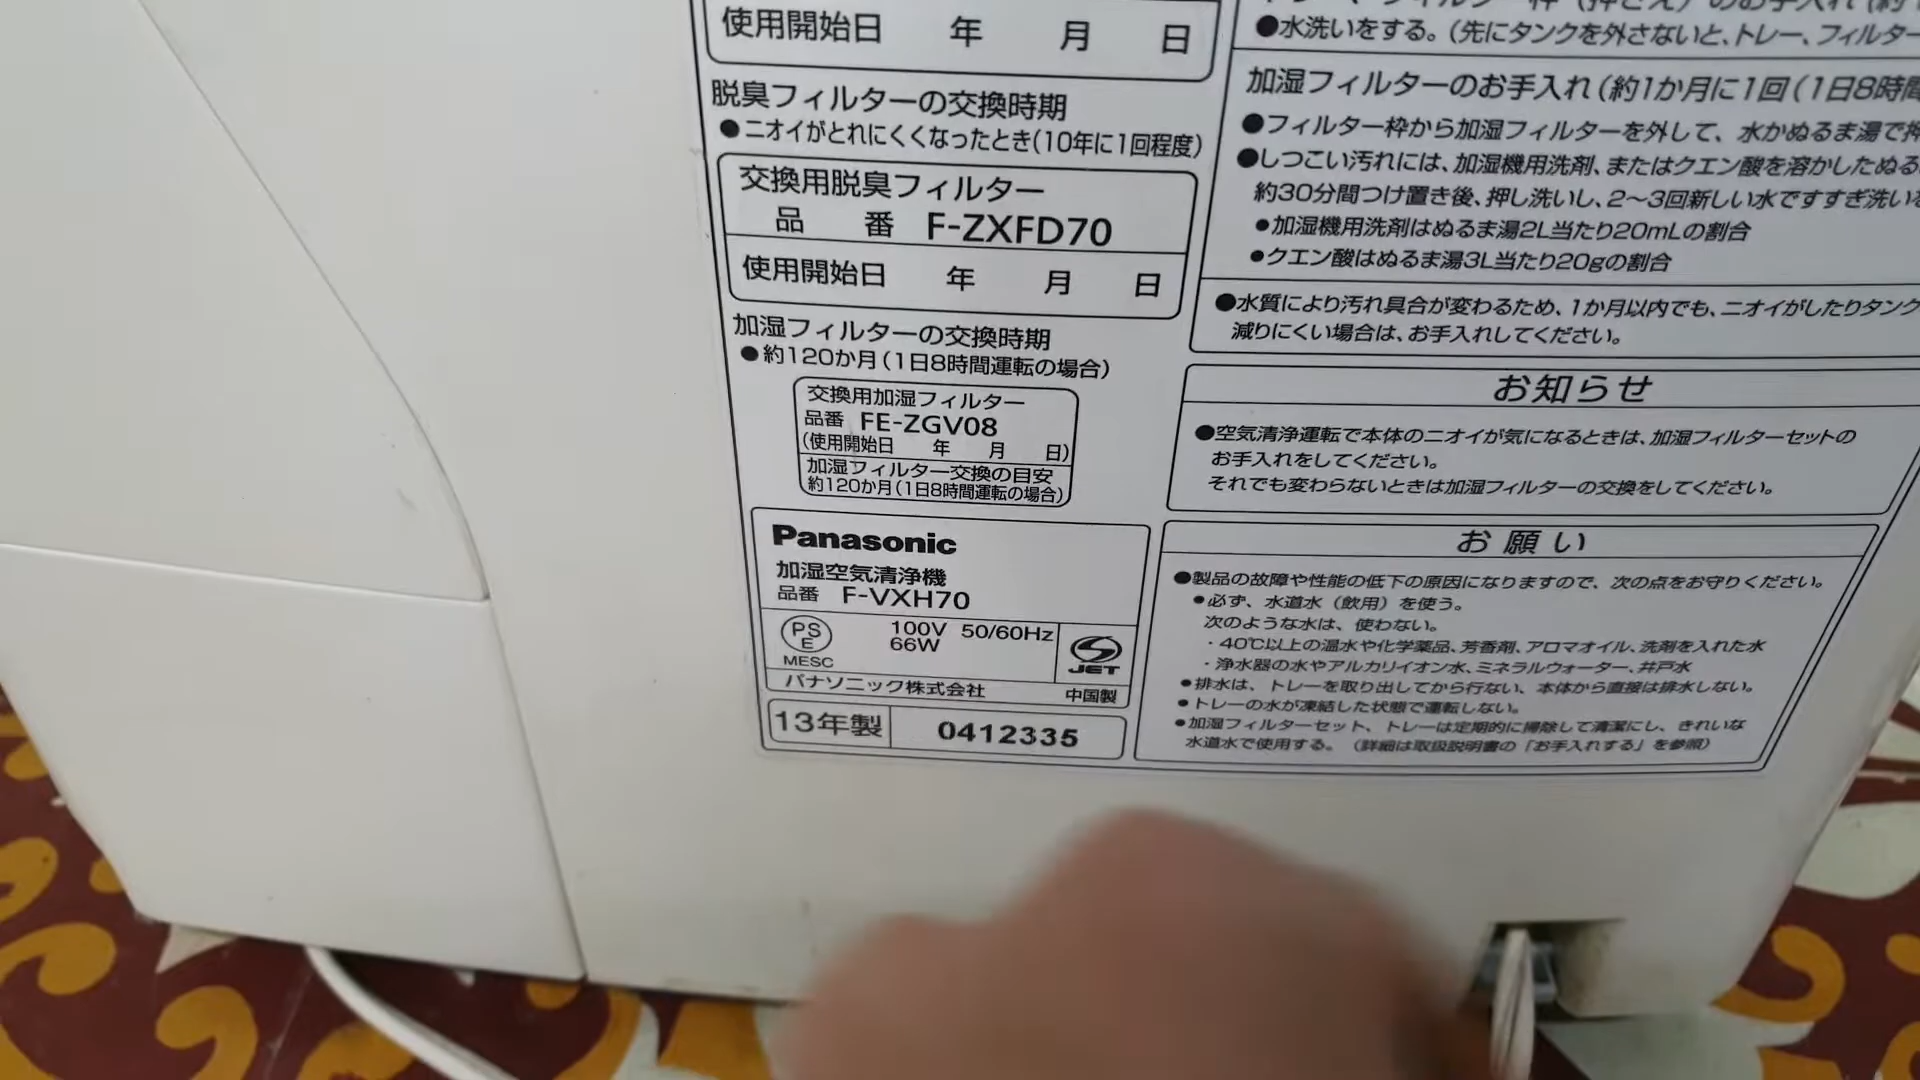 使用開始日 年 月 日
脱臭フィルターの交換時期
●ニオイがとれにくくなったとき(10年に1回程度)
交換用脱臭フィルター
品 番 F-ZXFD70
使用開始日 年 月 日
加湿フィルターの交換時期
●約120か月(1日8時間運転の場合)
交換用加湿フィルター
品番 FE-ZGV08
(使用開始日 年 月 日)
加湿フィルター交換の目安
約120か月(1日8時間運転の場合)
Panasonic
加湿空気清浄機
品番 F-VXH70
PS
E
MESC
100V 50/60Hz
66W
JET
パナソニック株式会社 中国製
13年製 0412335
●水洗いをする。(先にタンクを外さないと、トレー、フィルター
加湿フィルターのお手入れ(約1か月に1回(1日8時間
●フィルター枠から加湿フィルターを外して、水かぬるま湯で押
●しつこい汚れには、加湿機用洗剤、またはクエン酸を溶かしたぬる
約30分間つけ置き後、押し洗いし、2〜3回新しい水ですすぎ洗い
●加湿機用洗剤はぬるま湯2L当たり20mLの割合
●クエン酸はぬるま湯3L当たり20gの割合
●水質により汚れ具合が変わるため、1か月以内でも、ニオイがしたりタンク
減りにくい場合は、お手入れしてください。
お知らせ
●空気清浄運転で本体のニオイが気になるときは、加湿フィルターセットの
お手入れをしてください。
それでも変わらないときは加湿フィルターの交換をしてください。
お願い
●製品の故障や性能の低下の原因になりますので、次の点をお守りください。
●必ず、水道水（飲用）を使う。
次のような水は、使わない。
・40℃以上の温水や化学薬品、芳香剤、アロマオイル、洗剤を入れた水
・浄水器の水やアルカリイオン水、ミネラルウォーター、井戸水
●排水は、トレーを取り出してから行ない、本体から直接は排水しない。
●トレーの水が凍結した状態で運転しない。
●加湿フィルターセット、トレーは定期的に掃除して清潔にし、きれいな
水道水で使用する。（詳細は取扱説明書の「お手入れする」を参照）